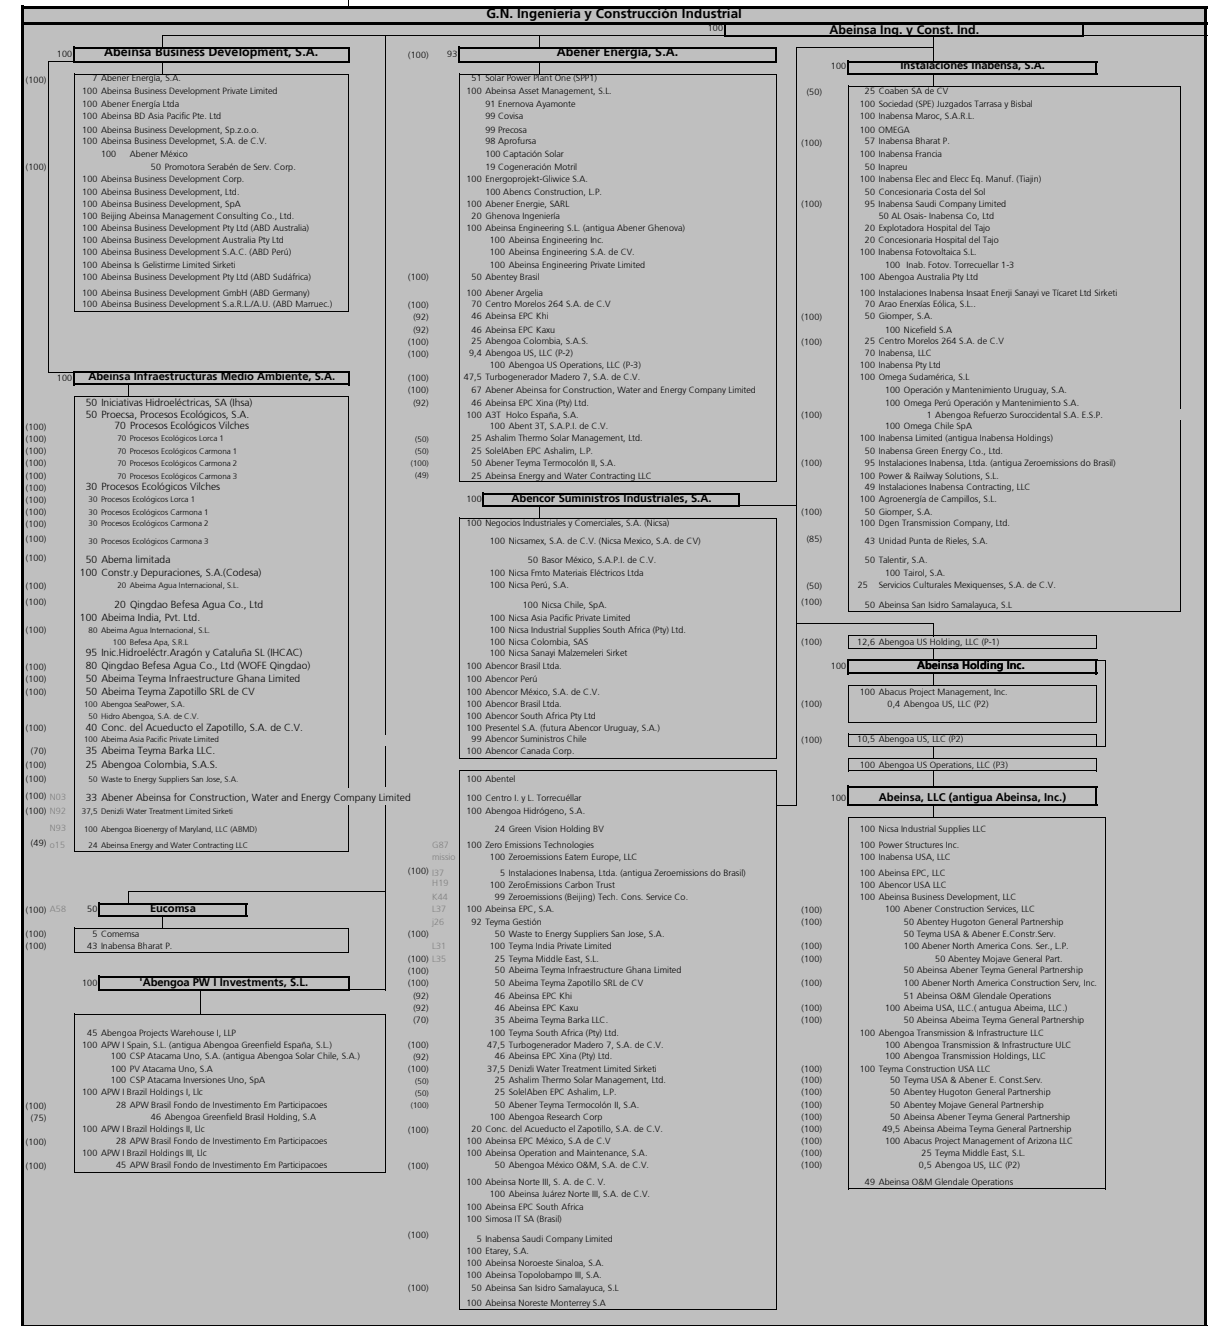 G.N. Ingeniería y Construcción Industrial
100 Abeinsa Ing. y Const. Ind.
100 Abeinsa Business Development, S.A.
(100) 7 Abener Energía, S.A.
100 Abeinsa Business Development Private Limited
100 Abener Energía Ltda
100 Abeinsa BD Asia Pacific Pte. Ltd
100 Abeinsa Business Development, Sp.z.o.o.
100 Abeinsa Business Developmet, S.A. de C.V.
100 Abener México
(100) 50 Promotora Serabén de Serv. Corp.
100 Abeinsa Business Development Corp.
100 Abeinsa Business Development, Ltd.
100 Abeinsa Business Development, SpA
100 Beijing Abeinsa Management Consulting Co., Ltd.
100 Abeinsa Business Development Pty Ltd (ABD Australia)
100 Abeinsa Business Development Australia Pty Ltd
100 Abeinsa Business Development S.A.C. (ABD Perú)
100 Abeinsa Is Gelistirme Limited Sirketi
100 Abeinsa Business Development Pty Ltd (ABD Sudáfrica)
100 Abeinsa Business Development GmbH (ABD Germany)
100 Abeinsa Business Development S.a.R.L/A.U. (ABD Marruec.)
100 Abeinsa Infraestructuras Medio Ambiente, S.A.
50 Iniciativas Hidroeléctricas, SA (Ihsa)
50 Proecsa, Procesos Ecológicos, S.A.
(100) 70 Procesos Ecológicos Vilches
(100) 70 Procesos Ecológicos Lorca 1
(100) 70 Procesos Ecológicos Carmona 1
(100) 70 Procesos Ecológicos Carmona 2
(100) 70 Procesos Ecológicos Carmona 3
(100) 30 Procesos Ecológicos Vilches
(100) 30 Procesos Ecológicos Lorca 1
(100) 30 Procesos Ecológicos Carmona 1
(100) 30 Procesos Ecológicos Carmona 2
(100) 30 Procesos Ecológicos Carmona 3
(100) 50 Abema limitada
100 Constr.y Depuraciones, S.A.(Codesa)
(100) 20 Abeima Agua Internacional, S.L.
(100) 20 Qingdao Befesa Agua Co., Ltd
100 Abeima India, Pvt. Ltd.
(100) 80 Abeima Agua Internacional, S.L.
100 Befesa Apa, S.R.L
95 Inic.Hidroeléctr.Aragón y Cataluña SL (IHCAC)
(100) 80 Qingdao Befesa Agua Co., Ltd (WOFE Qingdao)
(100) 50 Abeima Teyma Infraestructure Ghana Limited
(100) 50 Abeima Teyma Zapotillo SRL de CV
100 Abengoa SeaPower, S.A.
50 Hidro Abengoa, S.A. de C.V.
(100) 40 Conc. del Acueducto el Zapotillo, S.A. de C.V.
100 Abeima Asia Pacific Private Limited
(70) 35 Abeima Teyma Barka LLC.
(100) 25 Abengoa Colombia, S.A.S.
(100) 50 Waste to Energy Suppliers San Jose, S.A.
(100) N03 33 Abener Abeinsa for Construction, Water and Energy Company Limited
(100) N92 37,5 Denizli Water Treatment Limited Sirketi
N93 100 Abengoa Bioenergy of Maryland, LLC (ABMD)
(49) o15 24 Abeinsa Energy and Water Contracting LLC
(100) A58 50 Eucomsa
(100) 5 Comemsa
(100) 43 Inabensa Bharat P.
100 'Abengoa PW I Investments, S.L.
45 Abengoa Projects Warehouse I, LLP
100 APW I Spain, S.L. (antigua Abengoa Greenfield España, S.L.)
100 CSP Atacama Uno, S.A. (antigua Abengoa Solar Chile, S.A.)
100 PV Atacama Uno, S.A
100 CSP Atacama Inversiones Uno, SpA
100 APW I Brazil Holdings I, Llc
(100) 28 APW Brasil Fondo de Investimento Em Participacoes
(75) 46 Abengoa Greenfield Brasil Holding, S.A
100 APW I Brazil Holdings II, Llc
(100) 28 APW Brasil Fondo de Investimento Em Participacoes
100 APW I Brazil Holdings III, Llc
(100) 45 APW Brasil Fondo de Investimento Em Participacoes
(100) 93 Abener Energía, S.A.
51 Solar Power Plant One (SPP1)
100 Abeinsa Asset Management, S.L.
91 Enernova Ayamonte
99 Covisa
99 Precosa
98 Aprofursa
100 Captación Solar
19 Cogeneración Motril
100 Energoprojekt-Gliwice S.A.
100 Abencs Construction, L.P.
100 Abener Energie, SARL
20 Ghenova Ingeniería
100 Abeinsa Engineering S.L. (antigua Abener Ghenova)
100 Abeinsa Engineering Inc.
100 Abeinsa Engineering S.A. de CV.
100 Abeinsa Engineering Private Limited
(100) 50 Abentey Brasil
100 Abener Argelia
(100) 70 Centro Morelos 264 S.A. de C.V
(92) 46 Abeinsa EPC Khi
(92) 46 Abeinsa EPC Kaxu
(100) 25 Abengoa Colombia, S.A.S.
(100) 9,4 Abengoa US, LLC (P-2)
100 Abengoa US Operations, LLC (P-3)
(100) 47,5 Turbogenerador Madero 7, S.A. de C.V.
(100) 67 Abener Abeinsa for Construction, Water and Energy Company Limited
(92) 46 Abeinsa EPC Xina (Pty) Ltd.
100 A3T Holco España, S.A.
100 Abent 3T, S.A.P.I. de C.V.
(50) 25 Ashalim Thermo Solar Management, Ltd.
(50) 25 SolelAben EPC Ashalim, L.P.
(100) 50 Abener Teyma Termocolón II, S.A.
(49) 25 Abeinsa Energy and Water Contracting LLC
100 Abencor Suministros Industriales, S.A.
100 Negocios Industriales y Comerciales, S.A. (Nicsa)
100 Nicsamex, S.A. de C.V. (Nicsa Mexico, S.A. de CV)
50 Basor México, S.A.P.I. de C.V.
100 Nicsa Fmto Materiais Eléctricos Ltda
100 Nicsa Perú, S.A.
100 Nicsa Chile, SpA.
100 Nicsa Asia Pacific Private Limited
100 Nicsa Industrial Supplies South Africa (Pty) Ltd.
100 Nicsa Colombia, SAS
100 Nicsa Sanayi Malzemeleri Sirket
100 Abencor Brasil Ltda.
100 Abencor Perú
100 Abencor México, S.A. de C.V.
100 Abencor Brasil Ltd.
100 Abencor South Africa Pty Ltd
100 Presentel S.A. (futura Abencor Uruguay, S.A.)
99 Abencor Suministros Chile
100 Abencor Canada Corp.
100 Abentel
100 Centro I. y L. Torrecuéllar
100 Abengoa Hidrógeno, S.A.
24 Green Vision Holding BV
G87 100 Zero Emissions Technologies
missio 100 Zeroemissions Eatern Europe, LLC
(100) I37 5 Instalaciones Inabensa, Ltda. (antigua Zeroemissions do Brasil)
H19 100 ZeroEmissions Carbon Trust
K44 99 Zeroemissions (Beijing) Tech. Cons. Service Co.
L37 100 Abeinsa EPC, S.A.
j26 92 Teyma Gestión
(100) 50 Waste to Energy Suppliers San Jose, S.A.
L31 100 Teyma India Private Limited
(100) L35 25 Teyma Middle East, S.L.
(100) 50 Abeima Teyma Infraestructure Ghana Limited
(100) 50 Abeima Teyma Zapotillo SRL de CV
(92) 46 Abeinsa EPC Khi
(92) 46 Abeinsa EPC Kaxu
(70) 35 Abeima Teyma Barka LLC.
100 Teyma South Africa (Pty) Ltd.
(100) 47,5 Turbogenerador Madero 7, S.A. de C.V.
(92) 46 Abeinsa EPC Xina (Pty) Ltd.
(100) 37,5 Denizli Water Treatment Limited Sirketi
(50) 25 Ashalim Thermo Solar Management, Ltd.
(50) 25 SolelAben EPC Ashalim, L.P.
(100) 50 Abener Teyma Termocolón II, S.A.
100 Abengoa Research Corp
(100) 20 Conc. del Acueducto el Zapotillo, S.A. de C.V.
100 Abeinsa EPC México, S.A de C.V
100 Abeinsa Operation and Maintenance, S.A.
(100) 50 Abengoa México O&M, S.A. de C.V.
100 Abeinsa Norte III, S. A. de C. V.
100 Abeinsa Juárez Norte III, S.A. de C.V.
100 Abeinsa EPC South Africa
100 Simosa IT SA (Brasil)
(100) 5 Inabensa Saudi Company Limited
100 Etarey, S.A.
100 Abeinsa Noroeste Sinaloa, S.A.
100 Abeinsa Topolobampo III, S.A.
(100) 50 Abeinsa San Isidro Samalayuca, S.L
100 Abeinsa Noreste Monterrey S.A
100 Instalaciones Inabensa, S.A.
(50) 25 Coaben SA de CV
100 Sociedad (SPE) Juzgados Tarrasa y Bisbal
100 Inabensa Maroc, S.A.R.L.
100 OMEGA
(100) 57 Inabensa Bharat P.
100 Inabensa Francia
50 Inapreu
100 Inabensa Elec and Elecc Eq. Manuf. (Tiajin)
50 Concesionaria Costa del Sol
(100) 95 Inabensa Saudi Company Limited
50 AL Osais- Inabensa Co, Ltd
20 Explotadora Hospital del Tajo
20 Concesionaria Hospital del Tajo
100 Inabensa Fotovoltaica S.L.
100 Inab. Fotov. Torrecuellar 1-3
100 Abengoa Australia Pty Ltd
100 Instalaciones Inabensa Insaat Enerji Sanayi ve Ticaret Ltd Sirketi
70 Arao Enerxías Eólica, S.L..
(100) 50 Giomper, S.A.
100 Nicefield S.A
(100) 25 Centro Morelos 264 S.A. de C.V
70 Inabensa, LLC
100 Inabensa Pty Ltd
100 Omega Sudamérica, S.L
100 Operación y Mantenimiento Uruguay, S.A.
100 Omega Perú Operación y Mantenimiento S.A.
(100) 1 Abengoa Refuerzo Suroccidental S.A. E.S.P.
100 Omega Chile SpA
100 Inabensa Limited (antigua Inabensa Holdings)
50 Inabensa Green Energy Co., Ltd.
(100) 95 Instalaciones Inabensa, Ltda. (antigua Zeroemissions do Brasil)
100 Power & Railway Solutions, S.L.
49 Instalaciones Inabensa Contracting, LLC
100 Agroenergía de Campillos, S.L.
(100) 50 Giomper, S.A.
100 Dgen Transmission Company, Ltd.
(85) 43 Unidad Punta de Rieles, S.A.
50 Talentir, S.A.
100 Tairol, S.A.
(50) 25 Servicios Culturales Mexiquenses, S.A. de C.V.
(100) 50 Abeinsa San Isidro Samalayuca, S.L
(100) 12,6 Abengoa US Holding, LLC (P-1)
100 Abeinsa Holding Inc.
100 Abacus Project Management, Inc.
(100) 0,4 Abengoa US, LLC (P2)
(100) 10,5 Abengoa US, LLC (P2)
100 Abengoa US Operations, LLC (P3)
100 Abeinsa, LLC (antigua Abeinsa, Inc.)
100 Nicsa Industrial Supplies LLC
100 Power Structures Inc.
100 Inabensa USA, LLC
100 Abeinsa EPC, LLC
100 Abencor USA LLC
100 Abeinsa Business Development, LLC
(100) 100 Abener Construction Services, LLC
(100) 50 Abentey Hugoton General Partnership
50 Teyma USA & Abener E.Constr.Serv.
(100) 100 Abener North America Cons. Ser., L.P.
(100) 50 Abentey Mojave General Part.
50 Abeinsa Abener Teyma General Partnership
(100) 100 Abener North America Construction Serv, Inc.
51 Abeinsa O&M Glendale Operations
(100) 100 Abeima USA, LLC.( antugua Abeima, LLC.)
(100) 50 Abeinsa Abeima Teyma General Partnership
100 Abengoa Transmission & Infrastructure LLC
100 Abengoa Transmission & Infrastructure ULC
100 Abengoa Transmission Holdings, LLC
(100) 100 Teyma Construction USA LLC
(100) 50 Teyma USA & Abener E. Const.Serv.
(100) 50 Abentey Hugoton General Partnership
(100) 50 Abentey Mojave General Partnership
(100) 50 Abeinsa Abener Teyma General Partnership
(100) 49,5 Abeinsa Abeima Teyma General Partnership
(100) 100 Abacus Project Management of Arizona LLC
(100) 25 Teyma Middle East, S.L.
(100) 0,5 Abengoa US, LLC (P2)
49 Abeinsa O&M Glendale Operations